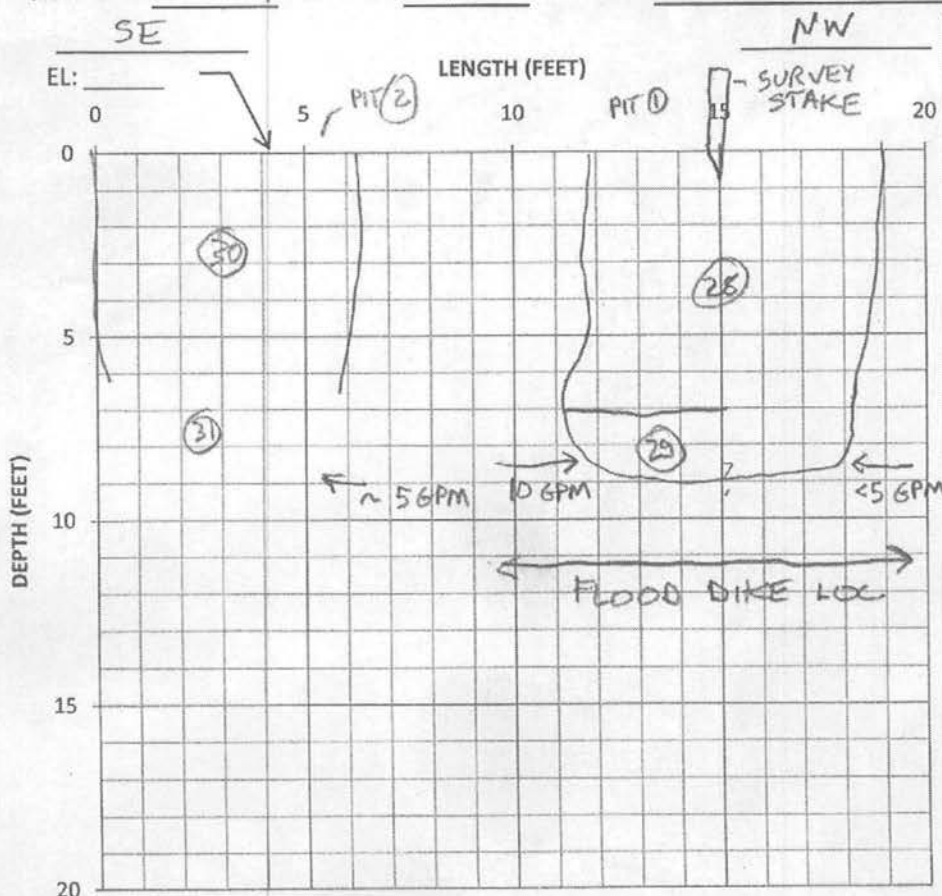 SE NW
EL:
LENGTH (FEET)
PIT 2
PIT 1
SURVEY
STAKE
0 5 10 15 20
0
30
28
5
31
29
~ 5 GPM 10 GPM <5 GPM
?
DEPTH (FEET)
10
FLOOD DIKE LOC
15
20